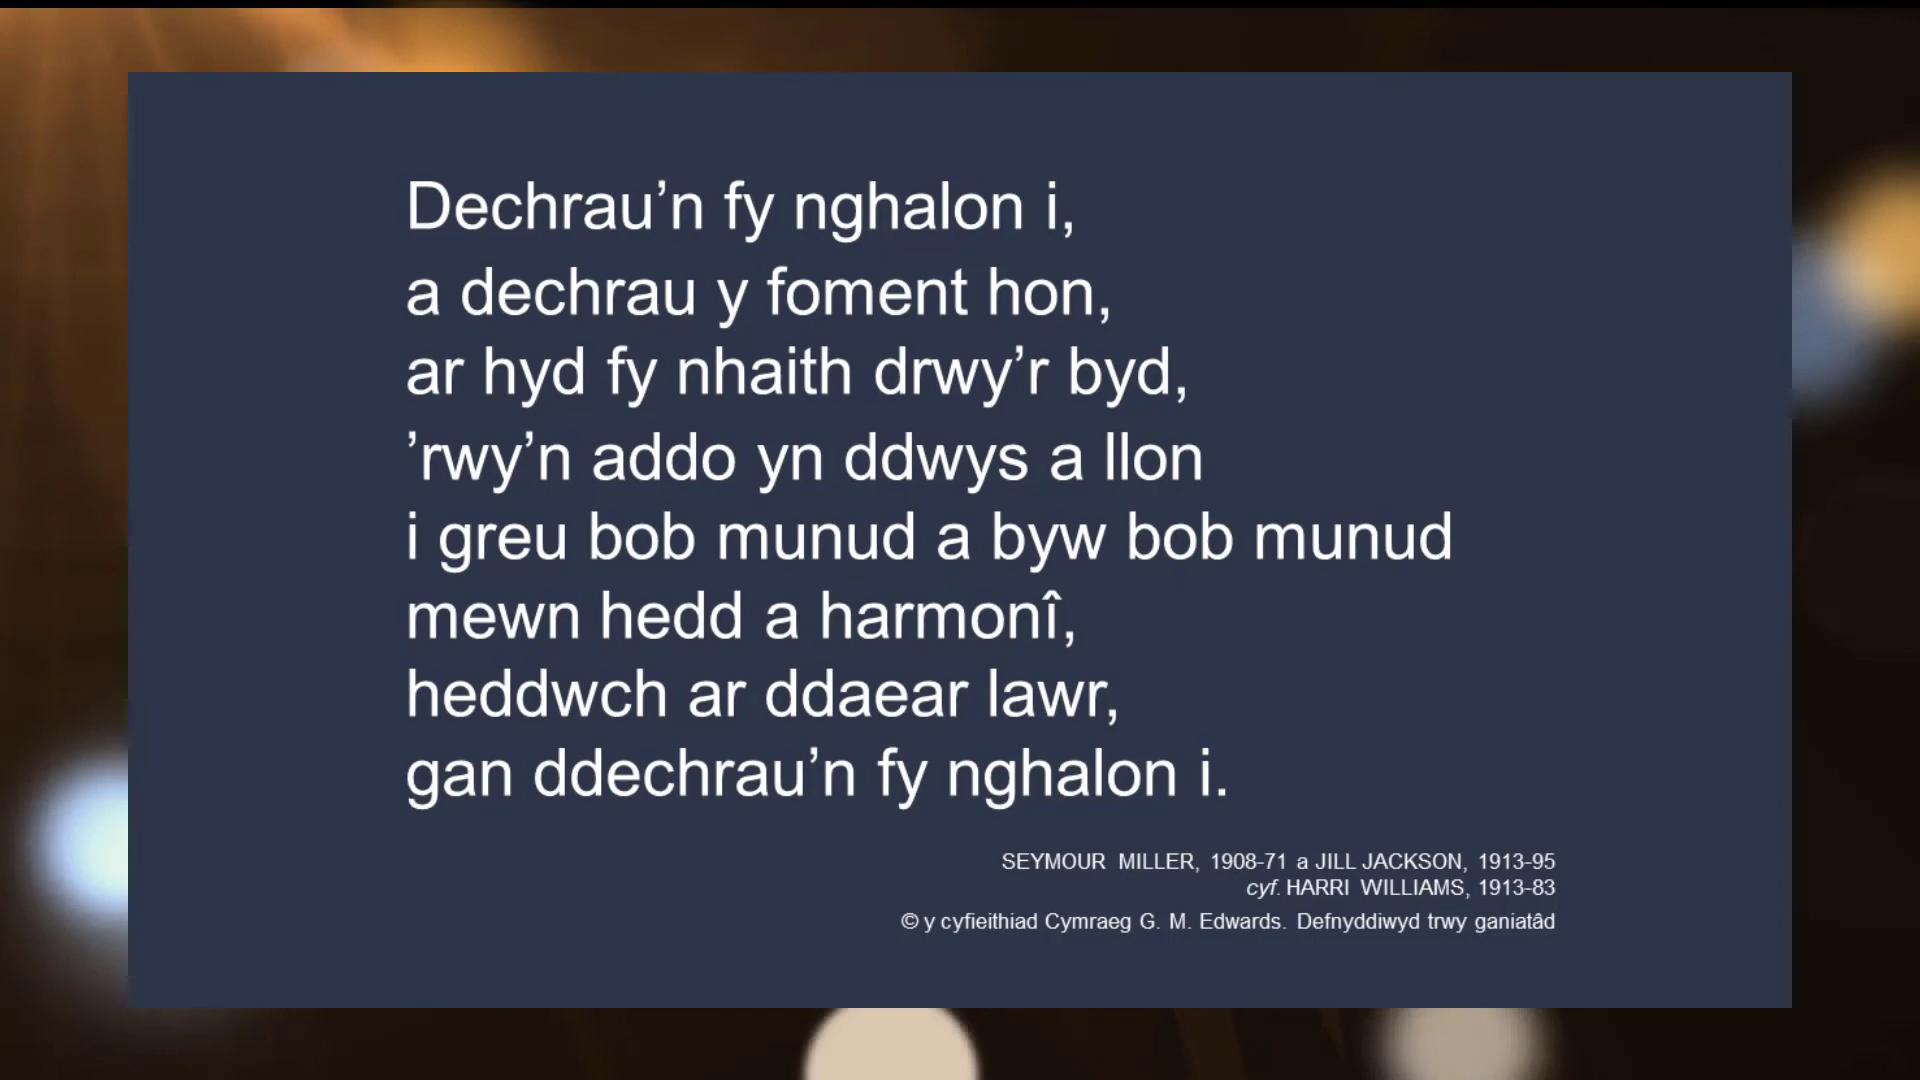 Dechrau’n fy nghalon i,
a dechrau y foment hon,
ar hyd fy nhaith drwy’r byd,
’rwy’n addo yn ddwys a llon
i greu bob munud a byw bob munud
mewn hedd a harmonî,
heddwch ar ddaear lawr,
gan ddechrau’n fy nghalon i.
SEYMOUR MILLER, 1908-71 a JILL JACKSON, 1913-95
cyf. HARRI WILLIAMS, 1913-83
© y cyfieithiad Cymraeg G. M. Edwards. Defnyddiwyd trwy ganiatâd